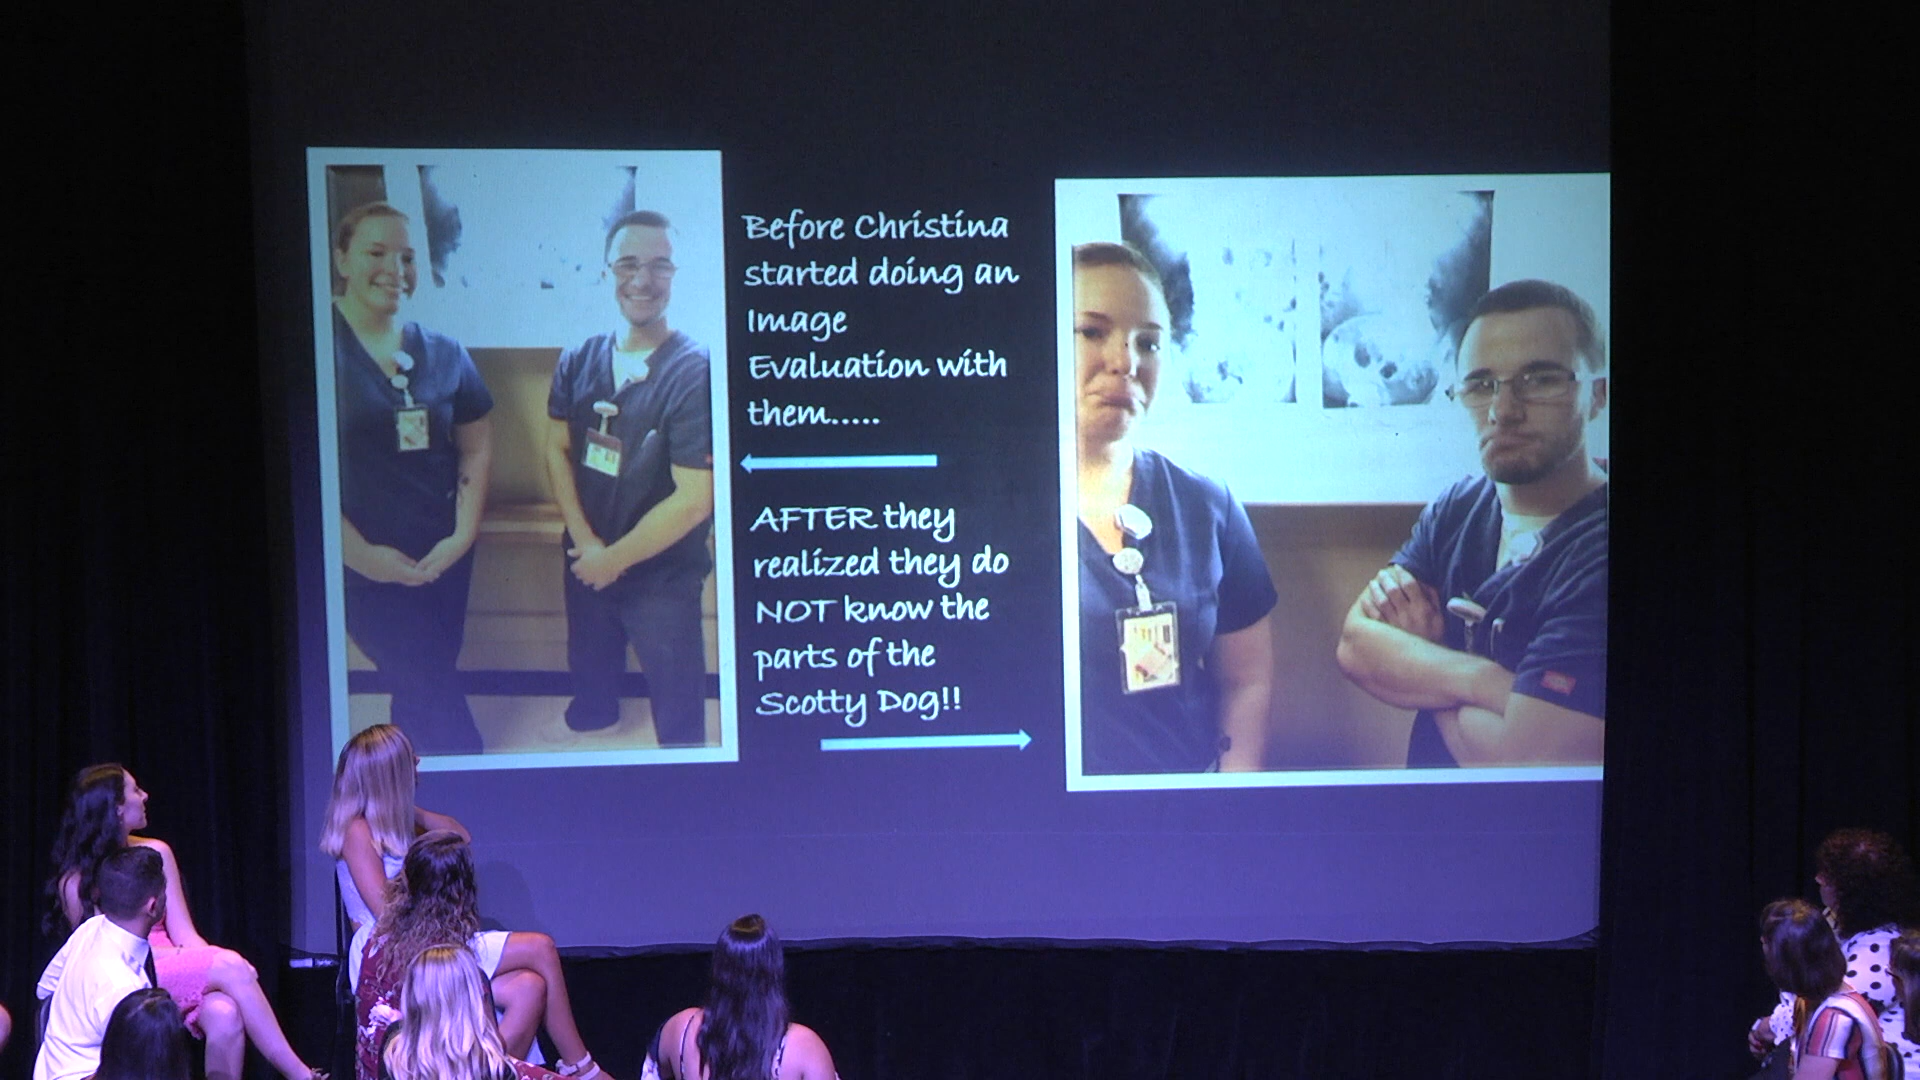 Before Christina
started doing an
Image
Evaluation with
them.....
AFTER they
realized they do
NOT know the
parts of the
Scotty Dog!!